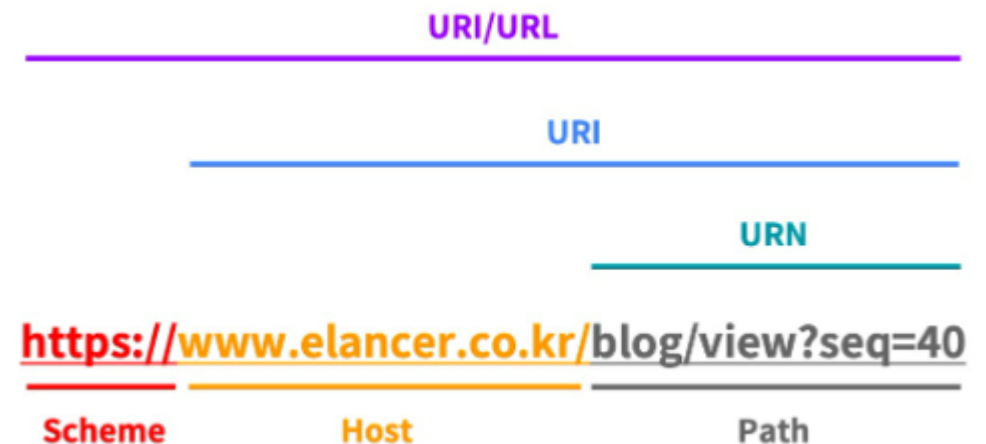 URI/URL
URI
URN
https://www.elancer.co.kr/blog/view?seq=40
Scheme Host Path